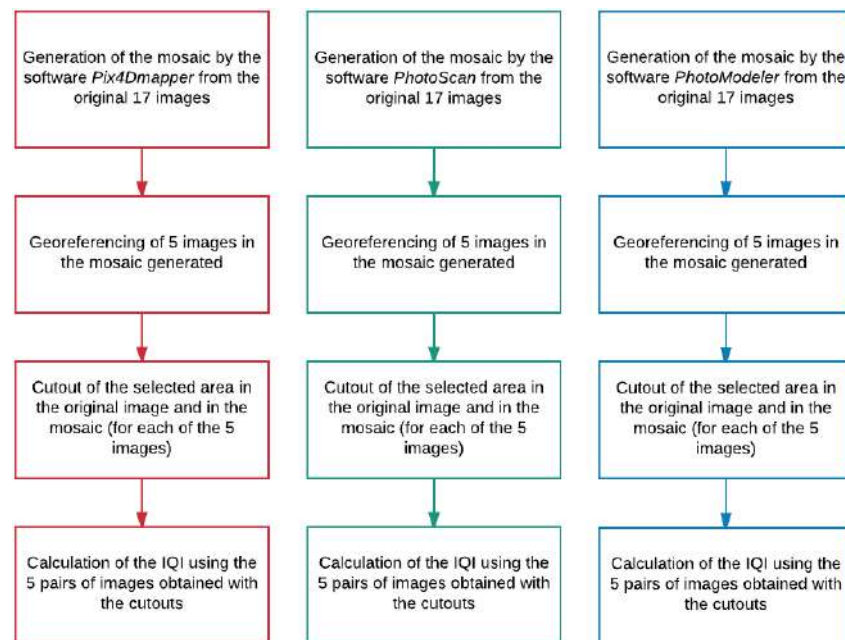 Generation of the mosaic by the
software Pix4Dmapper from the
original 17 images
Georeferencing of 5 images in
the mosaic generated
Cutout of the selected area in
the original image and in the
mosaic (for each of the 5
images)
Calculation of the IQI using the
5 pairs of images obtained with
the cutouts
Generation of the mosaic by the
software PhotoScan from the
original 17 images
Georeferencing of 5 images in
the mosaic generated
Cutout of the selected area in
the original image and in the
mosaic (for each of the 5
images)
Calculation of the IQI using the
5 pairs of images obtained with
the cutouts
Generation of the mosaic by the
software PhotoModeler from the
original 17 images
Georeferencing of 5 images in
the mosaic generated
Cutout of the selected area in
the original image and in the
mosaic (for each of the 5
images)
Calculation of the IQI using the
5 pairs of images obtained with
the cutouts